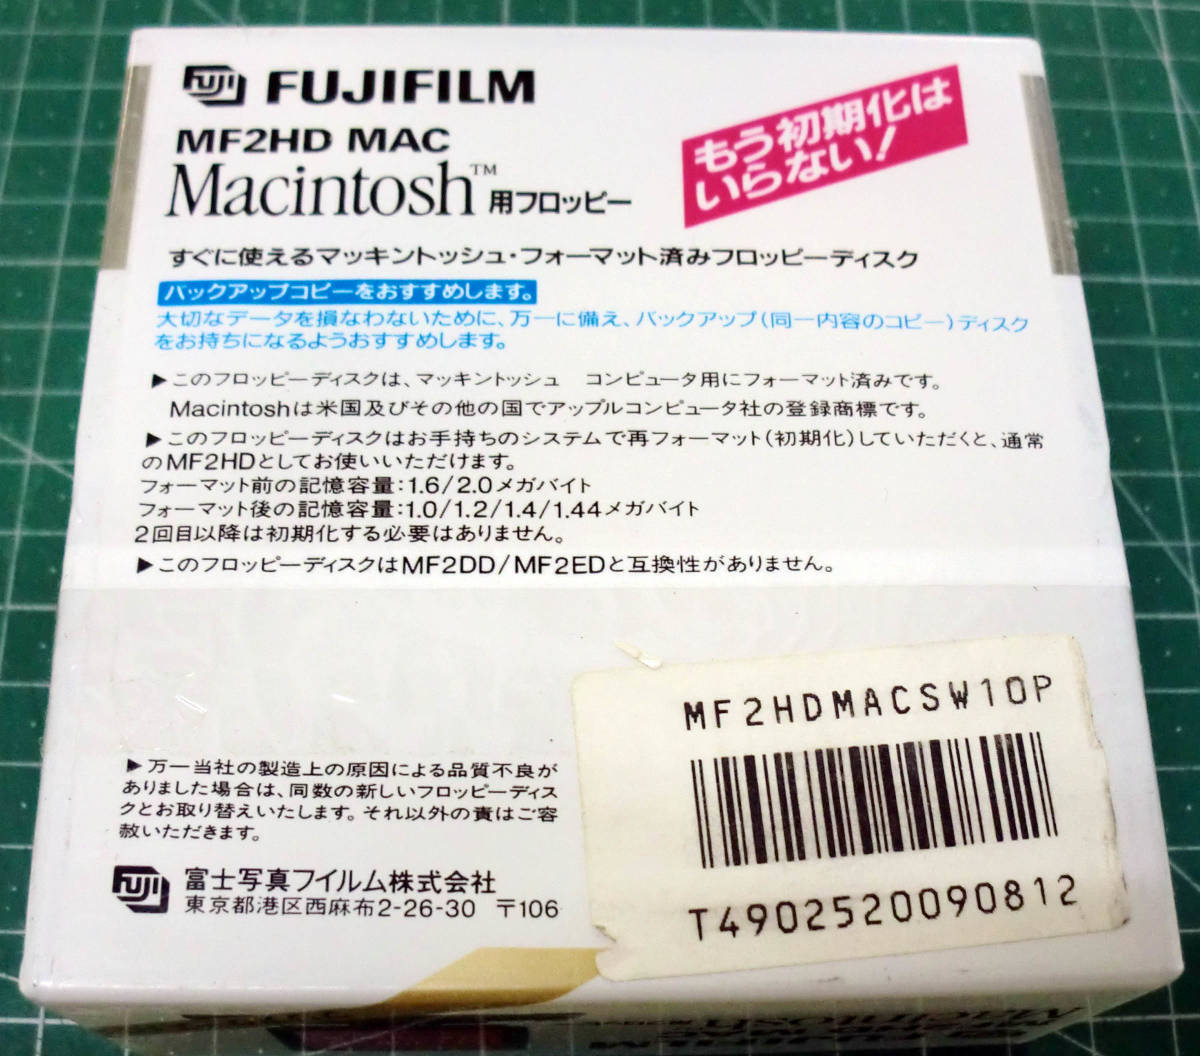 FUJI FUJIFILM
MF2HD MAC
Macintosh™用フロッピー
もう初期化は
いらない!
すぐに使えるマッキントッシュ・フォーマット済みフロッピーディスク
バックアップコピーをおすすめします。
大切なデータを損なわないために、万一に備え、バックアップ(同一内容のコピー)ディスク
をお持ちになるようおすすめします。
▶このフロッピーディスクは、マッキントッシュ コンピュータ用にフォーマット済みです。
Macintoshは米国及びその他の国でアップルコンピュータ社の登録商標です。
▶このフロッピーディスクはお手持ちのシステムで再フォーマット(初期化)していただくと、通常
のMF2HDとしてお使いいただけます。
フォーマット前の記憶容量:1.6/2.0メガバイト
フォーマット後の記憶容量:1.0/1.2/1.4/1.44メガバイト
2回目以降は初期化する必要はありません。
▶このフロッピーディスクはMF2DD/MF2EDと互換性がありません。
▶万一当社の製造上の原因による品質不良が
ありました場合は、同数の新しいフロッピーディス
クとお取り替えいたします。それ以外の責はご容
赦いただきます。
FUJI 富士写真フイルム株式会社
東京都港区西麻布2-26-30 〒106
MF2HDMACSW10P
T4902520090812